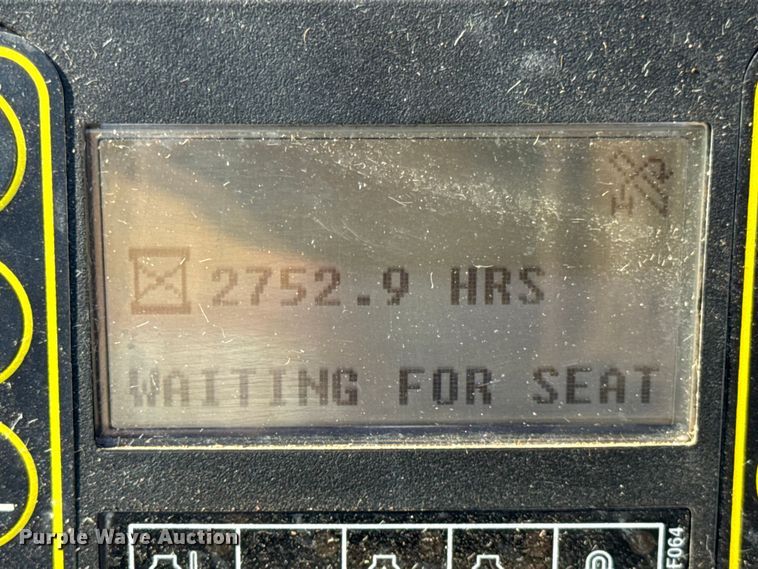 2752.9 HRS
WAITING FOR SEAT
F064
Purple Wave Auction